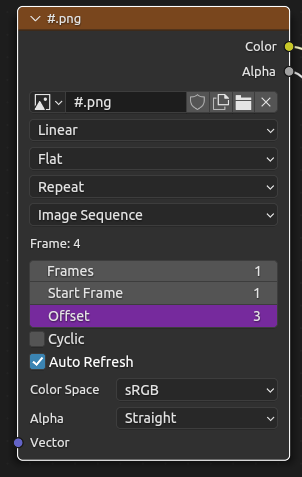 #.png
Color
Alpha
#.png
Linear
Flat
Repeat
Image Sequence
Frame: 4
Frames 1
Start Frame 1
Offset 3
Cyclic
Auto Refresh
Color Space sRGB
Alpha Straight
Vector